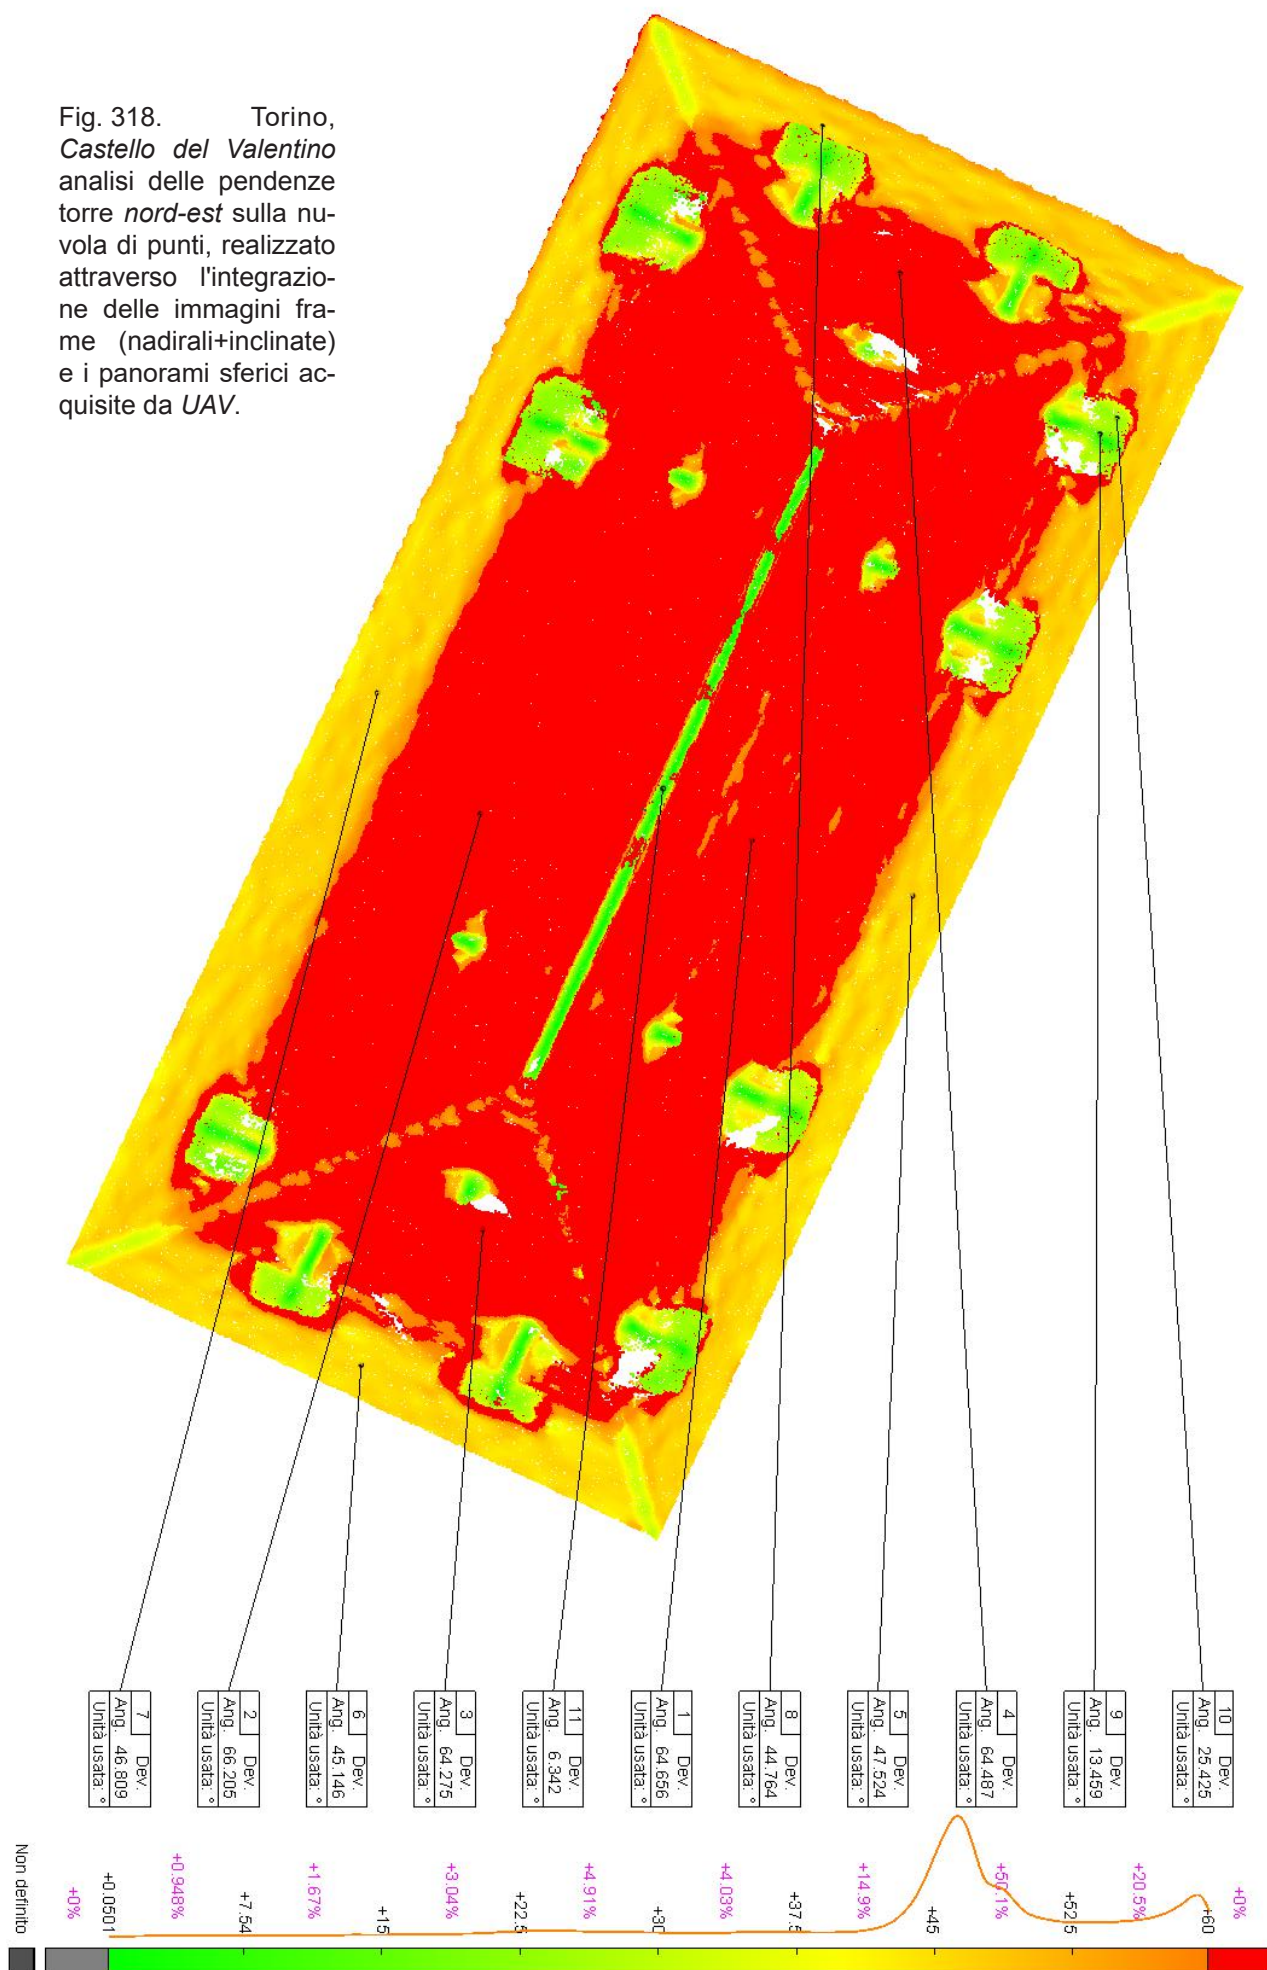 Fig. 318. Torino,
Castello del Valentino
analisi delle pendenze
torre nord-est sulla nu-
vola di punti, realizzato
attraverso l'integrazio-
ne delle immagini fra-
me (nadirali+inclinate)
e i panorami sferici ac-
quisite da UAV.
10 Dev.
Ang. 25.425
Unità usata: °
9 Dev.
Ang. 13.459
Unità usata: °
4 Dev.
Ang. 64.487
Unità usata: °
5 Dev.
Ang. 47.524
Unità usata: °
8 Dev.
Ang. 44.764
Unità usata: °
1 Dev.
Ang. 64.656
Unità usata: °
11 Dev.
Ang. 6.342
Unità usata: °
3 Dev.
Ang. 64.275
Unità usata: °
6 Dev.
Ang. 45.146
Unità usata: °
2 Dev.
Ang. 66.205
Unità usata: °
7 Dev.
Ang. 46.809
Unità usata: °
+0%
+60
+20.5%
+52.5
+50.1%
+45
+14.9%
+37.5
+4.03%
+30
+4.91%
+22.5
+3.04%
+15
+1.67%
+7.54
+0.948%
+0.0501
+0%
Non definito